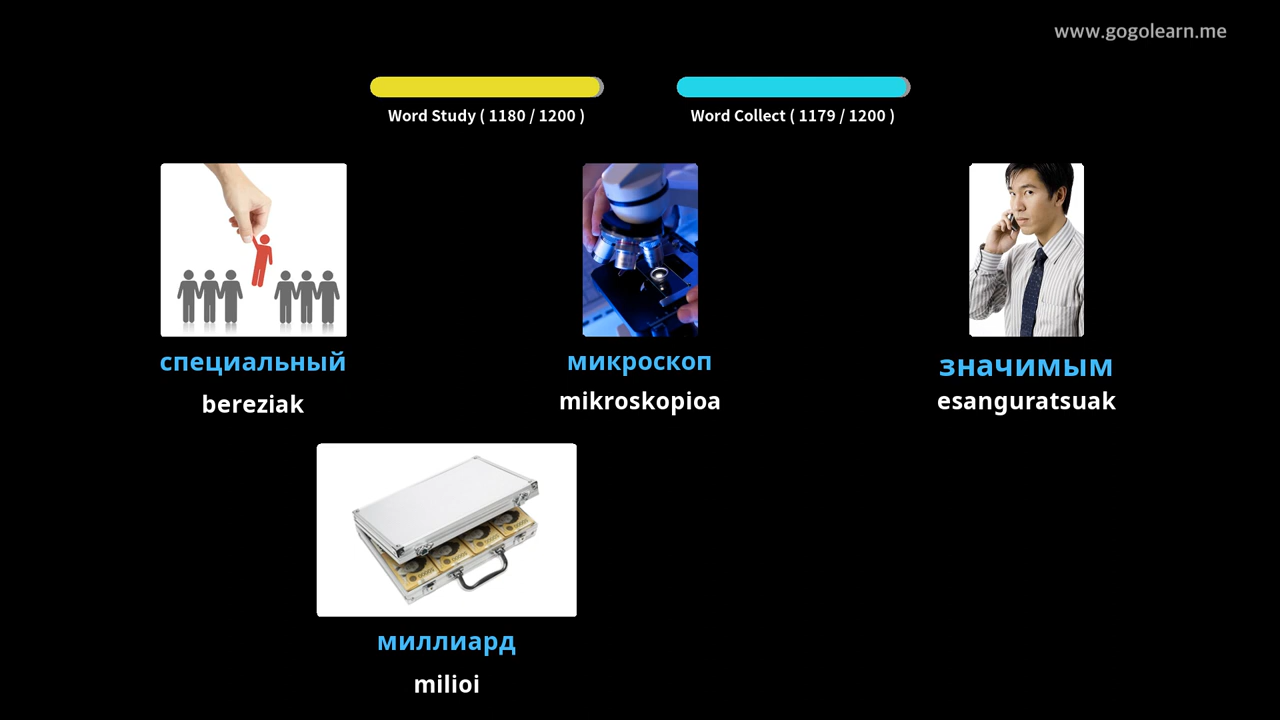 www.gogolearn.me
Word Study ( 1180 / 1200 )
Word Collect ( 1179 / 1200 )
специальный
bereziak
микроскоп
mikroskopioa
значимым
esanguratsuak
миллиард
milioi